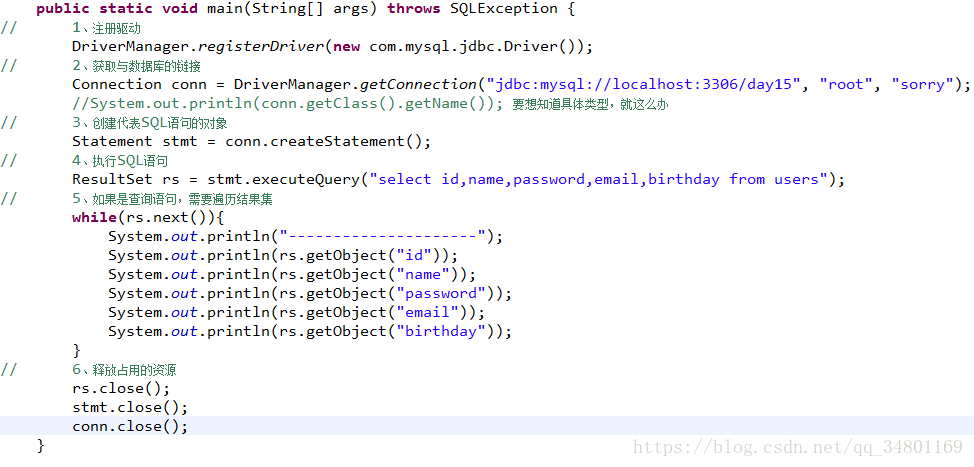 public static void main(String[] args) throws SQLException {
// 1、注册驱动
DriverManager.registerDriver(new com.mysql.jdbc.Driver());
// 2、获取与数据库的链接
Connection conn = DriverManager.getConnection("jdbc:mysql://localhost:3306/day15", "root", "sorry");
//System.out.println(conn.getClass().getName()); 要想知道具体类型，就这么办
// 3、创建代表SQL语句的对象
Statement stmt = conn.createStatement();
// 4、执行SQL语句
ResultSet rs = stmt.executeQuery("select id,name,password,email,birthday from users");
// 5、如果是查询语句，需要遍历结果集
while(rs.next()){
System.out.println("---------------------");
System.out.println(rs.getObject("id"));
System.out.println(rs.getObject("name"));
System.out.println(rs.getObject("password"));
System.out.println(rs.getObject("email"));
System.out.println(rs.getObject("birthday"));
}
// 6、释放占用的资源
rs.close();
stmt.close();
conn.close();
}
https://blog.csdn.net/qq_34801169